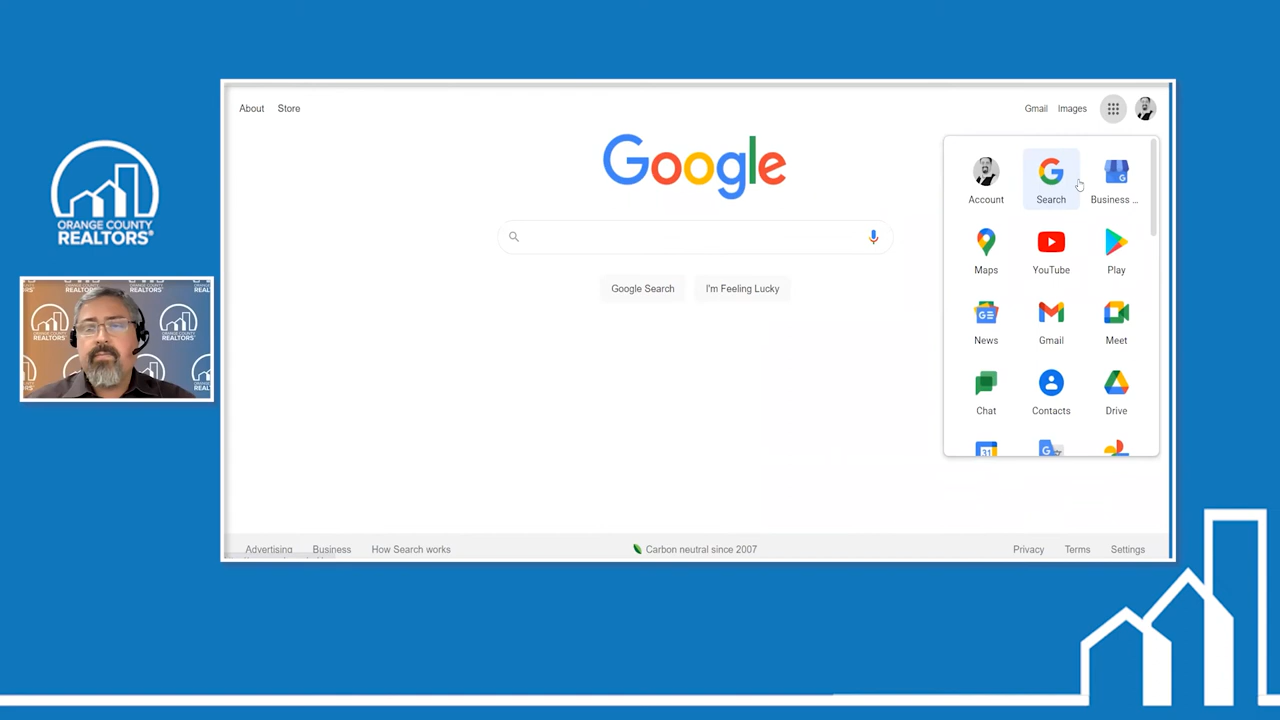 About Store
Gmail Images
Google
Account Search Business ...
Maps YouTube Play
News Gmail Meet
Chat Contacts Drive
31
Google Search I'm Feeling Lucky
Advertising Business How Search works
Carbon neutral since 2007
Privacy Terms Settings
ORANGE COUNTY
REALTORS®